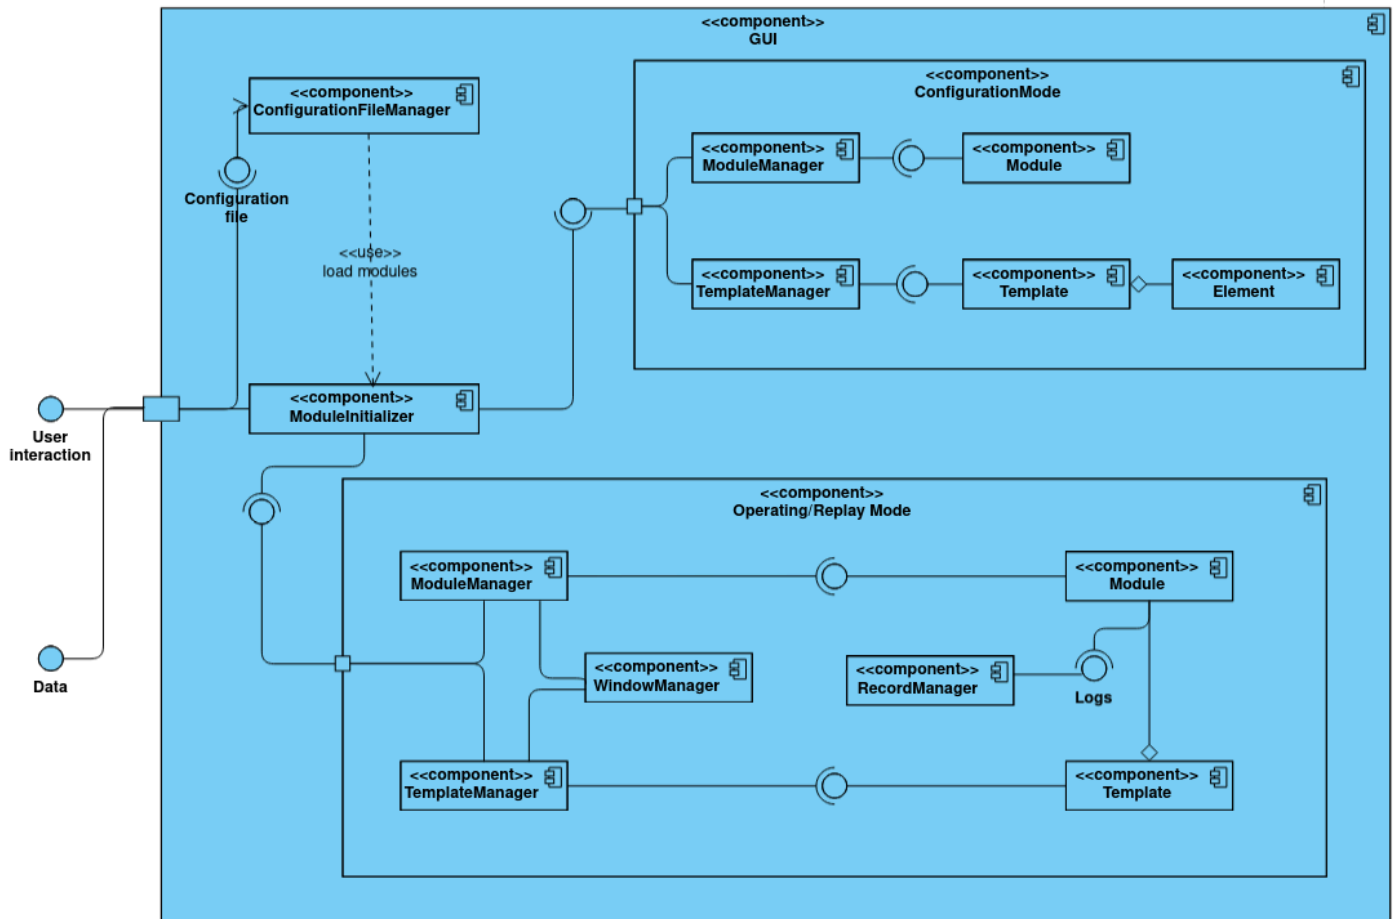 <<component>>
GUI
<<component>>
ConfigurationFileManager
<<component>>
ConfigurationMode
<<component>>
ModuleManager
<<component>>
Module
Configuration
file
<<use>>
load modules
<<component>>
TemplateManager
<<component>>
Template
<<component>>
Element
<<component>>
ModuleInitializer
User
interaction
<<component>>
Operating/Replay Mode
<<component>>
ModuleManager
<<component>>
Module
<<component>>
WindowManager
<<component>>
RecordManager
Logs
Data
<<component>>
TemplateManager
<<component>>
Template